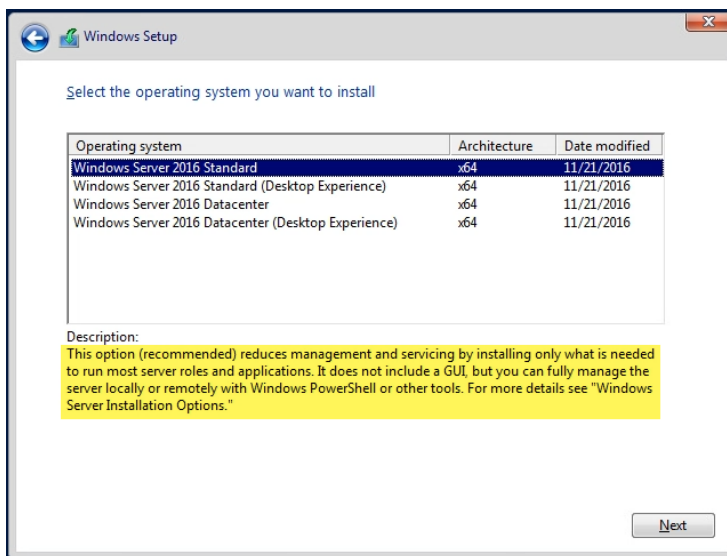 Windows Setup
Select the operating system you want to install
Operating system Architecture Date modified
Windows Server 2016 Standard x64 11/21/2016
Windows Server 2016 Standard (Desktop Experience) x64 11/21/2016
Windows Server 2016 Datacenter x64 11/21/2016
Windows Server 2016 Datacenter (Desktop Experience) x64 11/21/2016
Description:
This option (recommended) reduces management and servicing by installing only what is needed
to run most server roles and applications. It does not include a GUI, but you can fully manage the
server locally or remotely with Windows PowerShell or other tools. For more details see "Windows
Server Installation Options."
Next